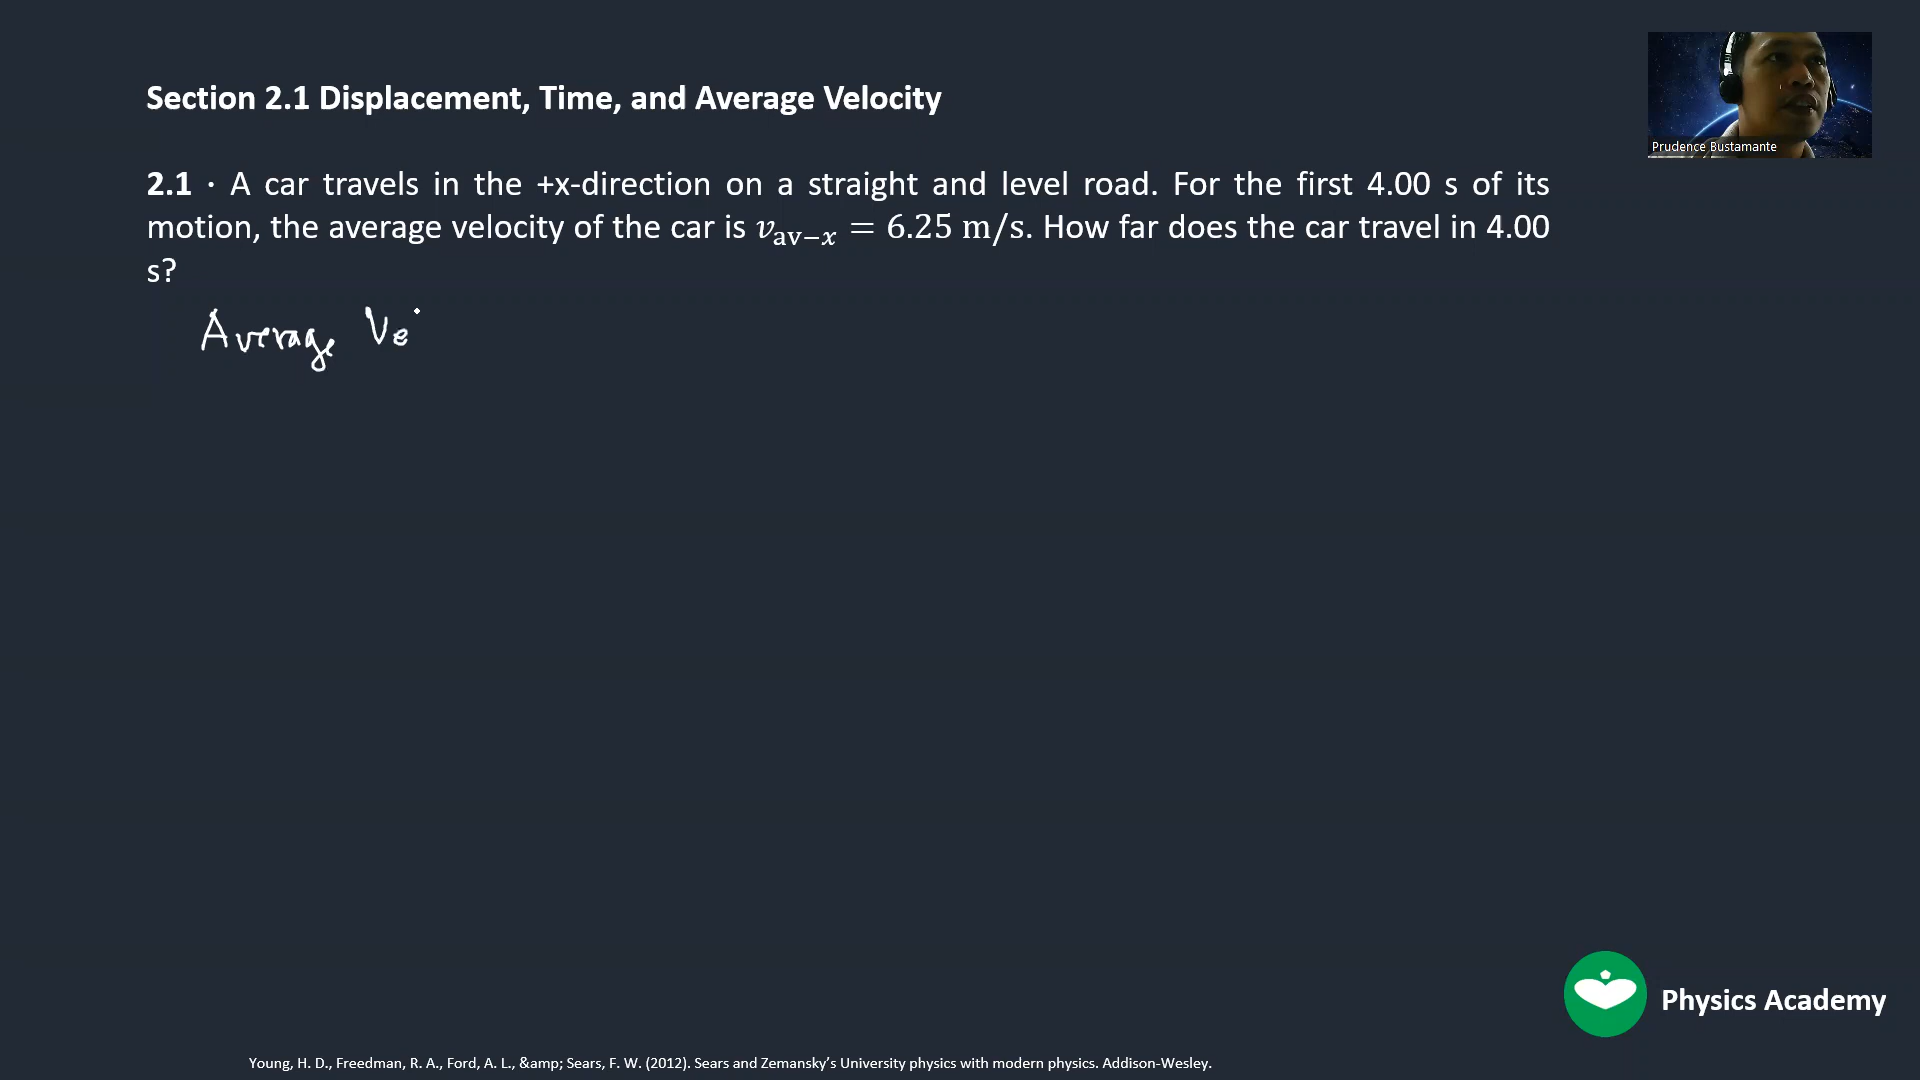 Section 2.1 Displacement, Time, and Average Velocity
Prudence Bustamante
2.1 · A car travels in the +x-direction on a straight and level road. For the first 4.00 s of its
motion, the average velocity of the car is v_av−x = 6.25 m/s. How far does the car travel in 4.00
s?
Average Ve
Physics Academy
Young, H. D., Freedman, R. A., Ford, A. L., &amp; Sears, F. W. (2012). Sears and Zemansky’s University physics with modern physics. Addison-Wesley.